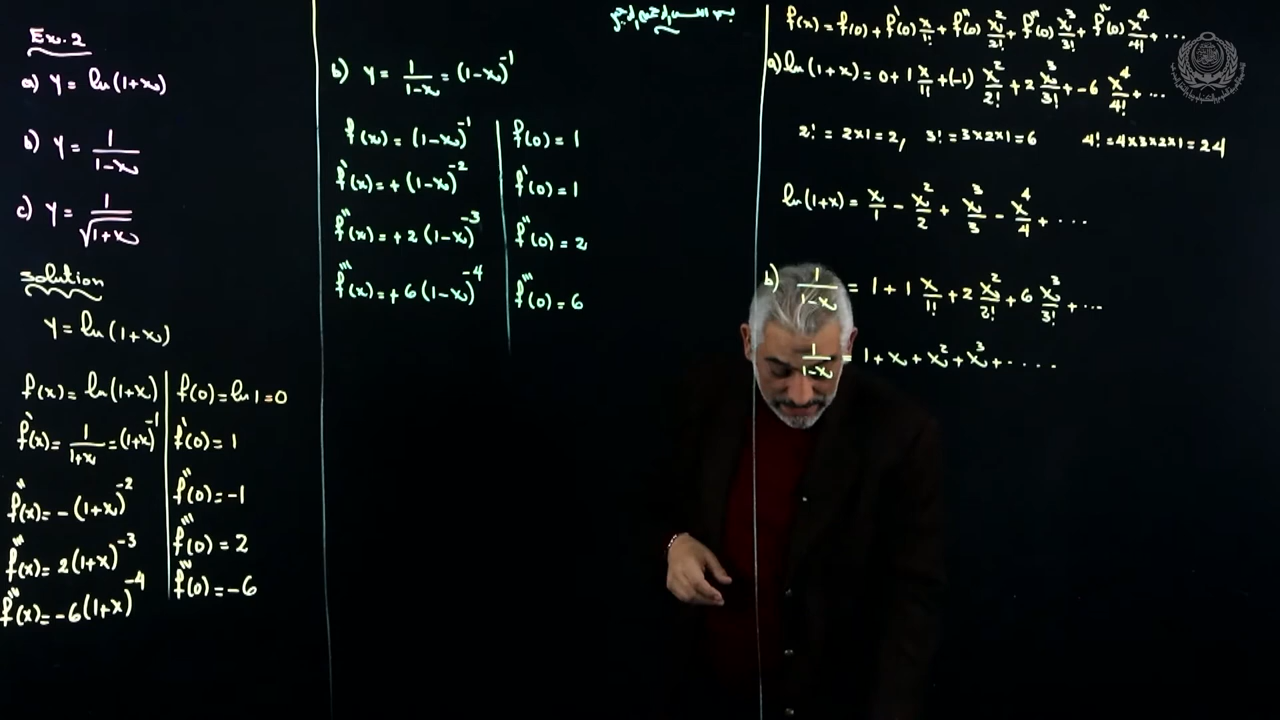 Ex. 2
a) y = ln(1+x)
b) y = 1/(1-x)
c) y = 1/√(1+x)
solution
y = ln(1+x)
f(x) = ln(1+x) | f(0) = ln 1 = 0
f'(x) = 1/(1+x) = (1+x)^-1 | f'(0) = 1
f''(x) = -(1+x)^-2 | f''(0) = -1
f'''(x) = 2(1+x)^-3 | f'''(0) = 2
f''''(x) = -6(1+x)^-4 | f''''(0) = -6
b) y = 1/(1-x) = (1-x)^-1
f(x) = (1-x)^-1 | f(0) = 1
f'(x) = +(1-x)^-2 | f'(0) = 1
f''(x) = +2(1-x)^-3 | f''(0) = 2
f'''(x) = +6(1-x)^-4 | f'''(0) = 6
f(x) = f(0) + f'(0) x/1! + f''(0) x²/2! + f'''(0) x³/3! + f''''(0) x⁴/4! + ...
a) ln(1+x) = 0 + 1 x/1! + (-1) x²/2! + 2 x³/3! + -6 x⁴/4! + ...
2! = 2×1 = 2, 3! = 3×2×1 = 6 4! = 4×3×2×1 = 24
ln(1+x) = x/1 - x²/2 + x³/3 - x⁴/4 + ...
b) 1/(1-x) = 1 + 1 x/1! + 2 x²/2! + 6 x³/3! + ...
1/(1-x) = 1 + x + x² + x³ + ....